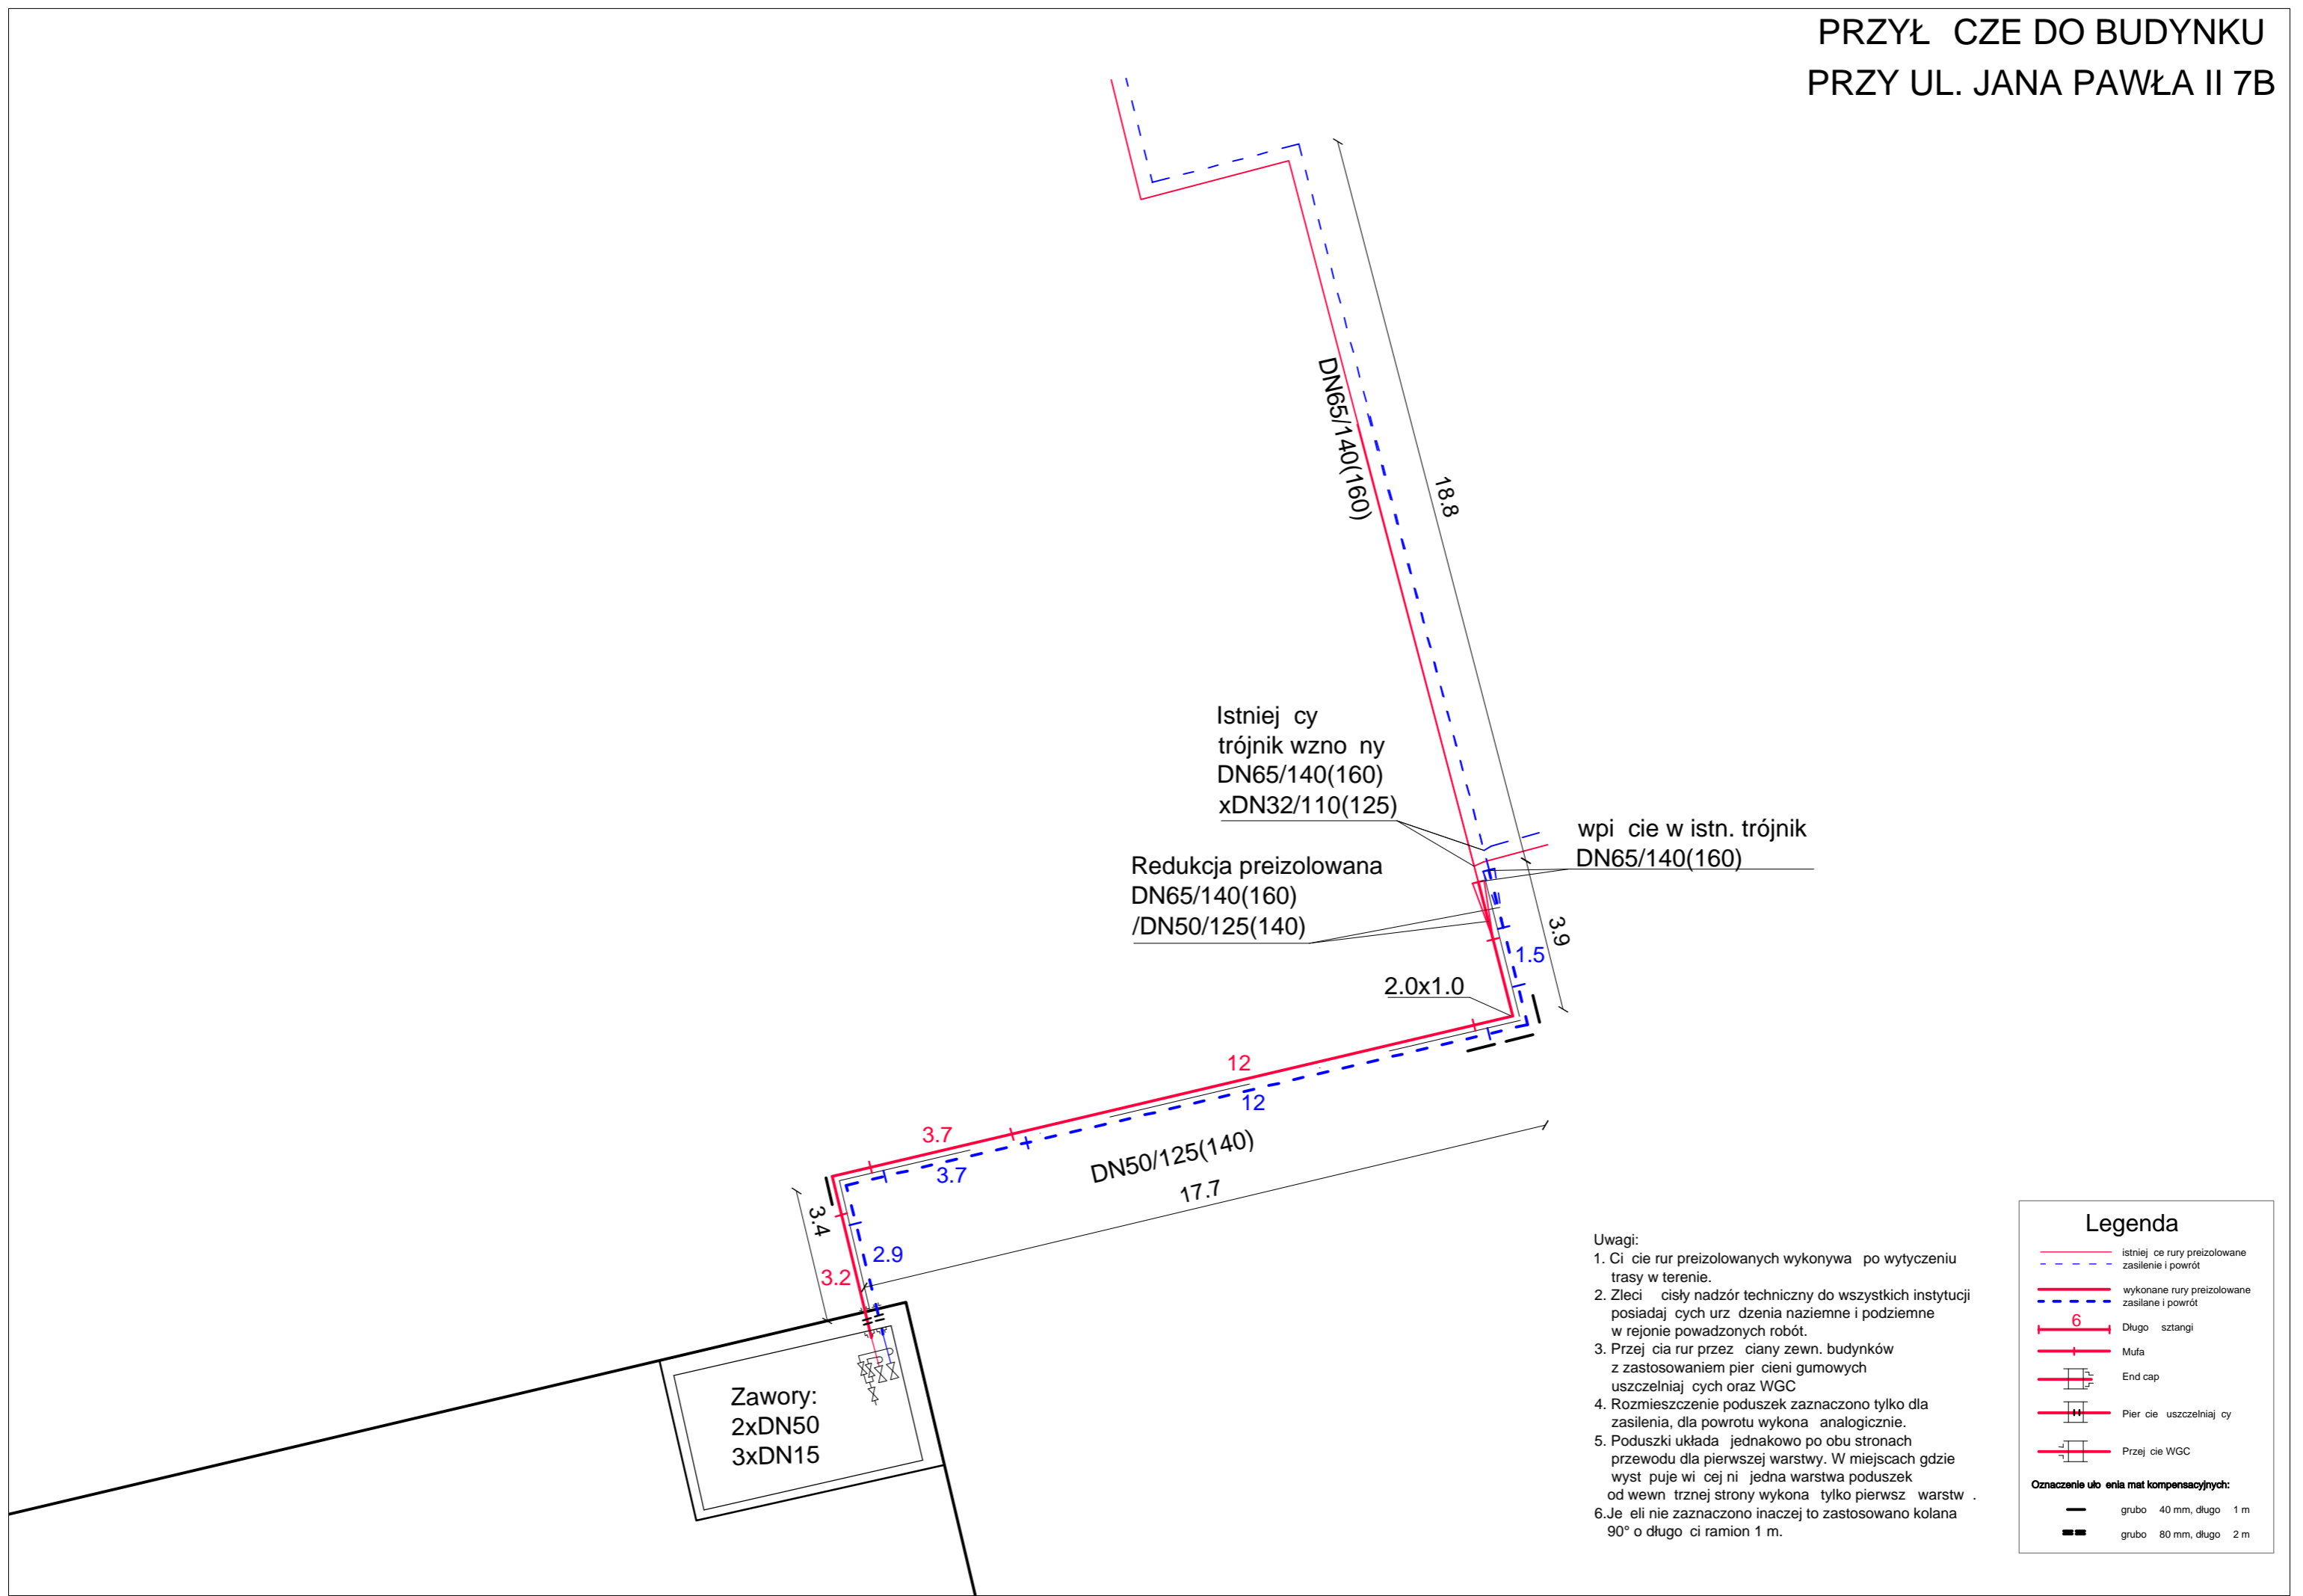 PRZYŁ CZE DO BUDYNKU
PRZY UL. JANA PAWŁA II 7B
DN65/140(160)
18.8
Istniej cy
trójnik wzno ny
DN65/140(160)
xDN32/110(125)
wpi cie w istn. trójnik
DN65/140(160)
Redukcja preizolowana
DN65/140(160)
/DN50/125(140)
3.9
1.5
2.0x1.0
12
12
3.7
3.7
DN50/125(140)
17.7
3.4
2.9
3.2
Zawory:
2xDN50
3xDN15
Uwagi:
1. Ci cie rur preizolowanych wykonywa po wytyczeniu
trasy w terenie.
2. Zleci cisły nadzór techniczny do wszystkich instytucji
posiadaj cych urz dzenia naziemne i podziemne
w rejonie powadzonych robót.
3. Przej cia rur przez ciany zewn. budynków
z zastosowaniem pier cieni gumowych
uszczelniaj cych oraz WGC
4. Rozmieszczenie poduszek zaznaczono tylko dla
zasilenia, dla powrotu wykona analogicznie.
5. Poduszki układa jednakowo po obu stronach
przewodu dla pierwszej warstwy. W miejscach gdzie
wyst puje wi cej ni jedna warstwa poduszek
od wewn trznej strony wykona tylko pierwsz warstw .
6.Je eli nie zaznaczono inaczej to zastosowano kolana
90° o długo ci ramion 1 m.
Legenda
istniej ce rury preizolowane
zasilenie i powrót
wykonane rury preizolowane
zasilane i powrót
6
Długo sztangi
Mufa
End cap
Pier cie uszczelniaj cy
Przej cie WGC
Oznaczenie uło enia mat kompensacyjnych:
grubo 40 mm, długo 1 m
grubo 80 mm, długo 2 m